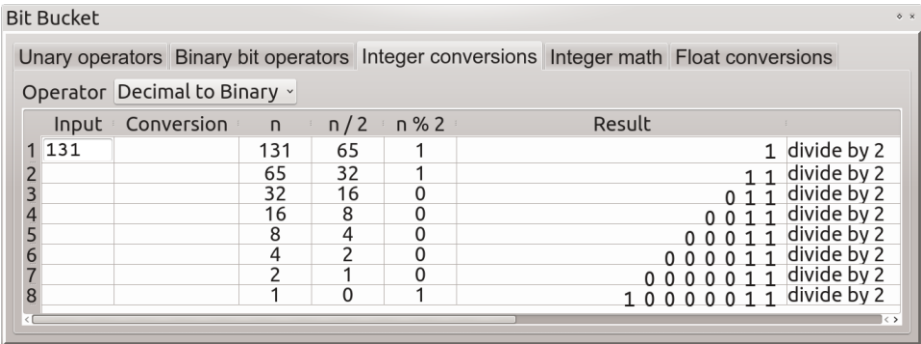 Bit Bucket
Unary operators Binary bit operators Integer conversions Integer math Float conversions
Operator Decimal to Binary
Input Conversion n n / 2 n % 2 Result
1 131 131 65 1 1 divide by 2
2 65 32 1 1 1 divide by 2
3 32 16 0 0 1 1 divide by 2
4 16 8 0 0 0 1 1 divide by 2
5 8 4 0 0 0 0 1 1 divide by 2
6 4 2 0 0 0 0 0 1 1 divide by 2
7 2 1 0 0 0 0 0 0 1 1 divide by 2
8 1 0 1 1 0 0 0 0 0 1 1 divide by 2